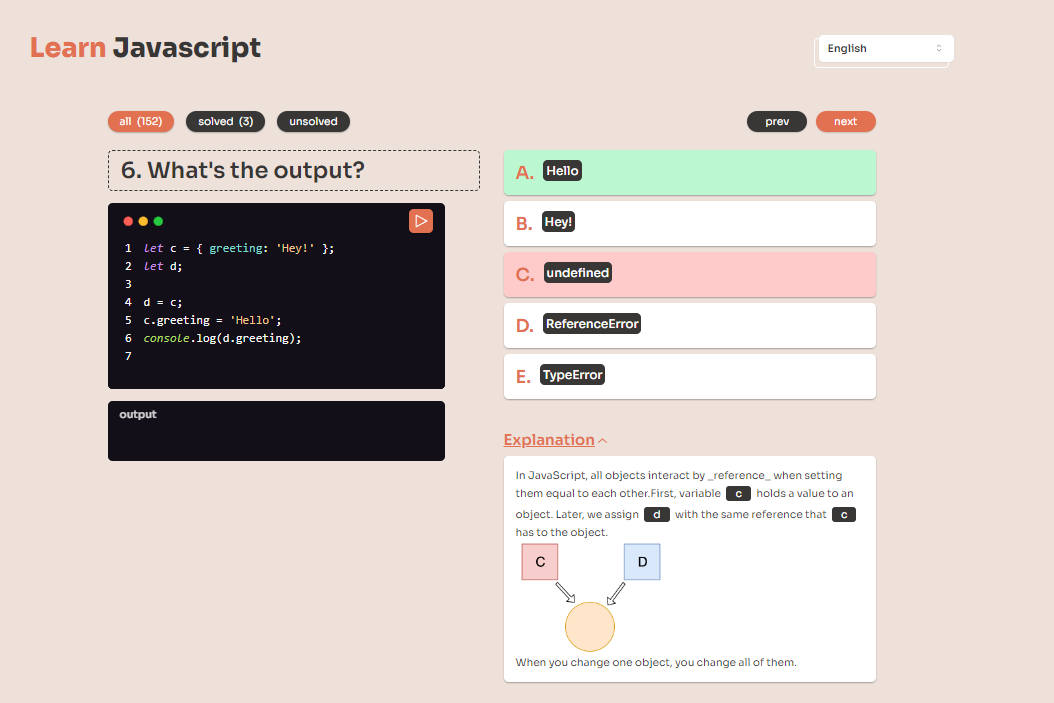 Learn Javascript
English
all (152) solved (3) unsolved
prev next
6. What's the output?
1 let c = { greeting: 'Hey!' };
2 let d;
3
4 d = c;
5 c.greeting = 'Hello';
6 console.log(d.greeting);
7
output
A. Hello
B. Hey!
C. undefined
D. ReferenceError
E. TypeError
Explanation
In JavaScript, all objects interact by _reference_ when setting
them equal to each other.First, variable c holds a value to an
object. Later, we assign d with the same reference that c
has to the object.
C D
When you change one object, you change all of them.